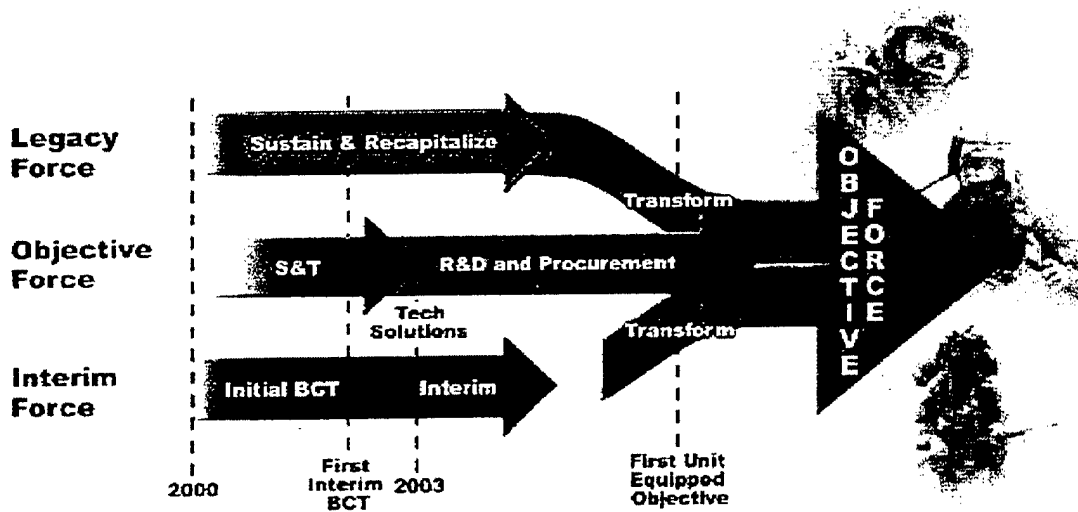 Legacy
Force
Sustain & Recapitalize
Transform
Objective
Force
S&T
R&D and Procurement
Tech
Solutions
Transform
Interim
Force
Initial BCT
Interim
OBJECTIVE
FORCE
2000
First
Interim
BCT
2003
First Unit
Equipped
Objective